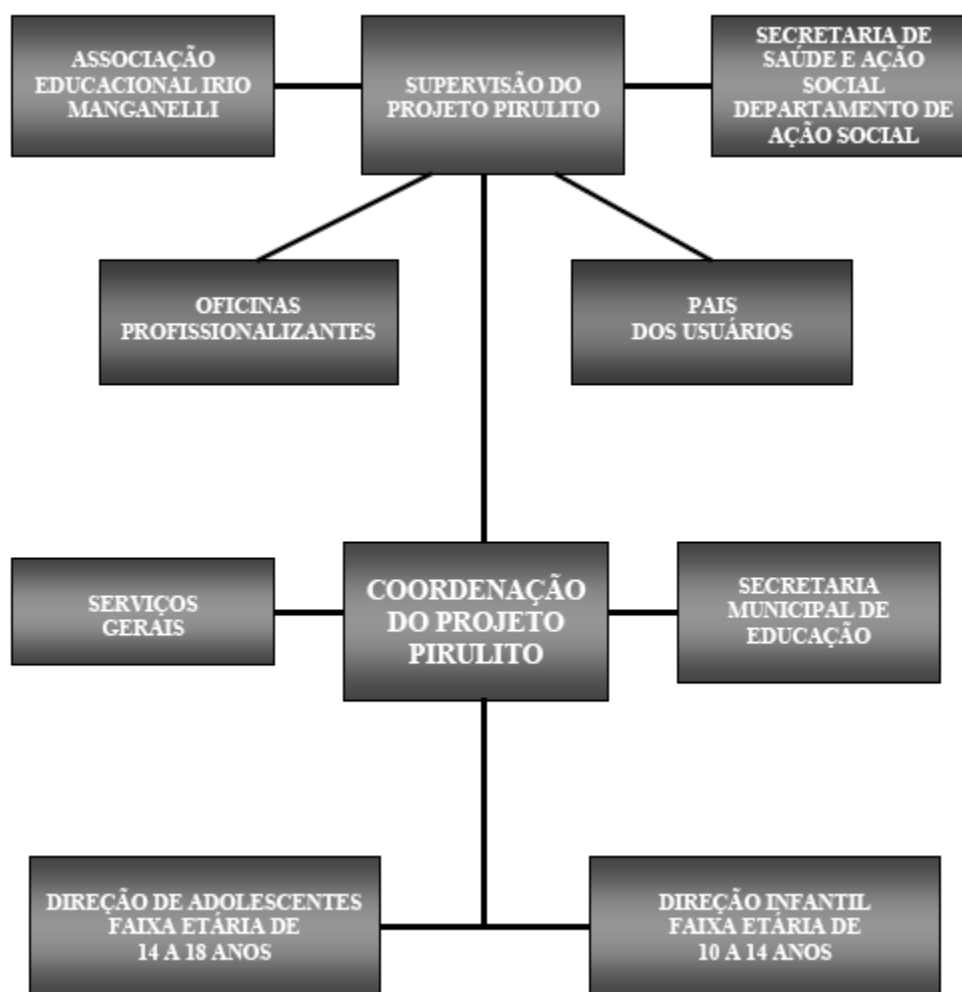 ASSOCIAÇÃO
EDUCACIONAL IRIO
MANGANELLI
SUPERVISÃO DO
PROJETO PIRULITO
SECRETARIA DE
SAÚDE E AÇÃO
SOCIAL
DEPARTAMENTO DE
AÇÃO SOCIAL
OFICINAS
PROFISSIONALIZANTES
PAIS
DOS USUÁRIOS
SERVIÇOS
GERAIS
COORDENAÇÃO
DO PROJETO
PIRULITO
SECRETARIA
MUNICIPAL DE
EDUCAÇÃO
DIREÇÃO DE ADOLESCENTES
FAIXA ETÁRIA DE
14 A 18 ANOS
DIREÇÃO INFANTIL
FAIXA ETÁRIA DE
10 A 14 ANOS